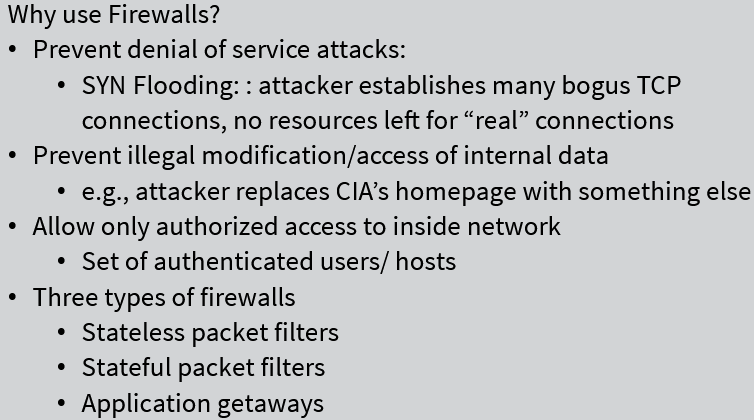 Why use Firewalls?
• Prevent denial of service attacks:
• SYN Flooding: : attacker establishes many bogus TCP
connections, no resources left for “real” connections
• Prevent illegal modification/access of internal data
• e.g., attacker replaces CIA’s homepage with something else
• Allow only authorized access to inside network
• Set of authenticated users/ hosts
• Three types of firewalls
• Stateless packet filters
• Stateful packet filters
• Application getaways